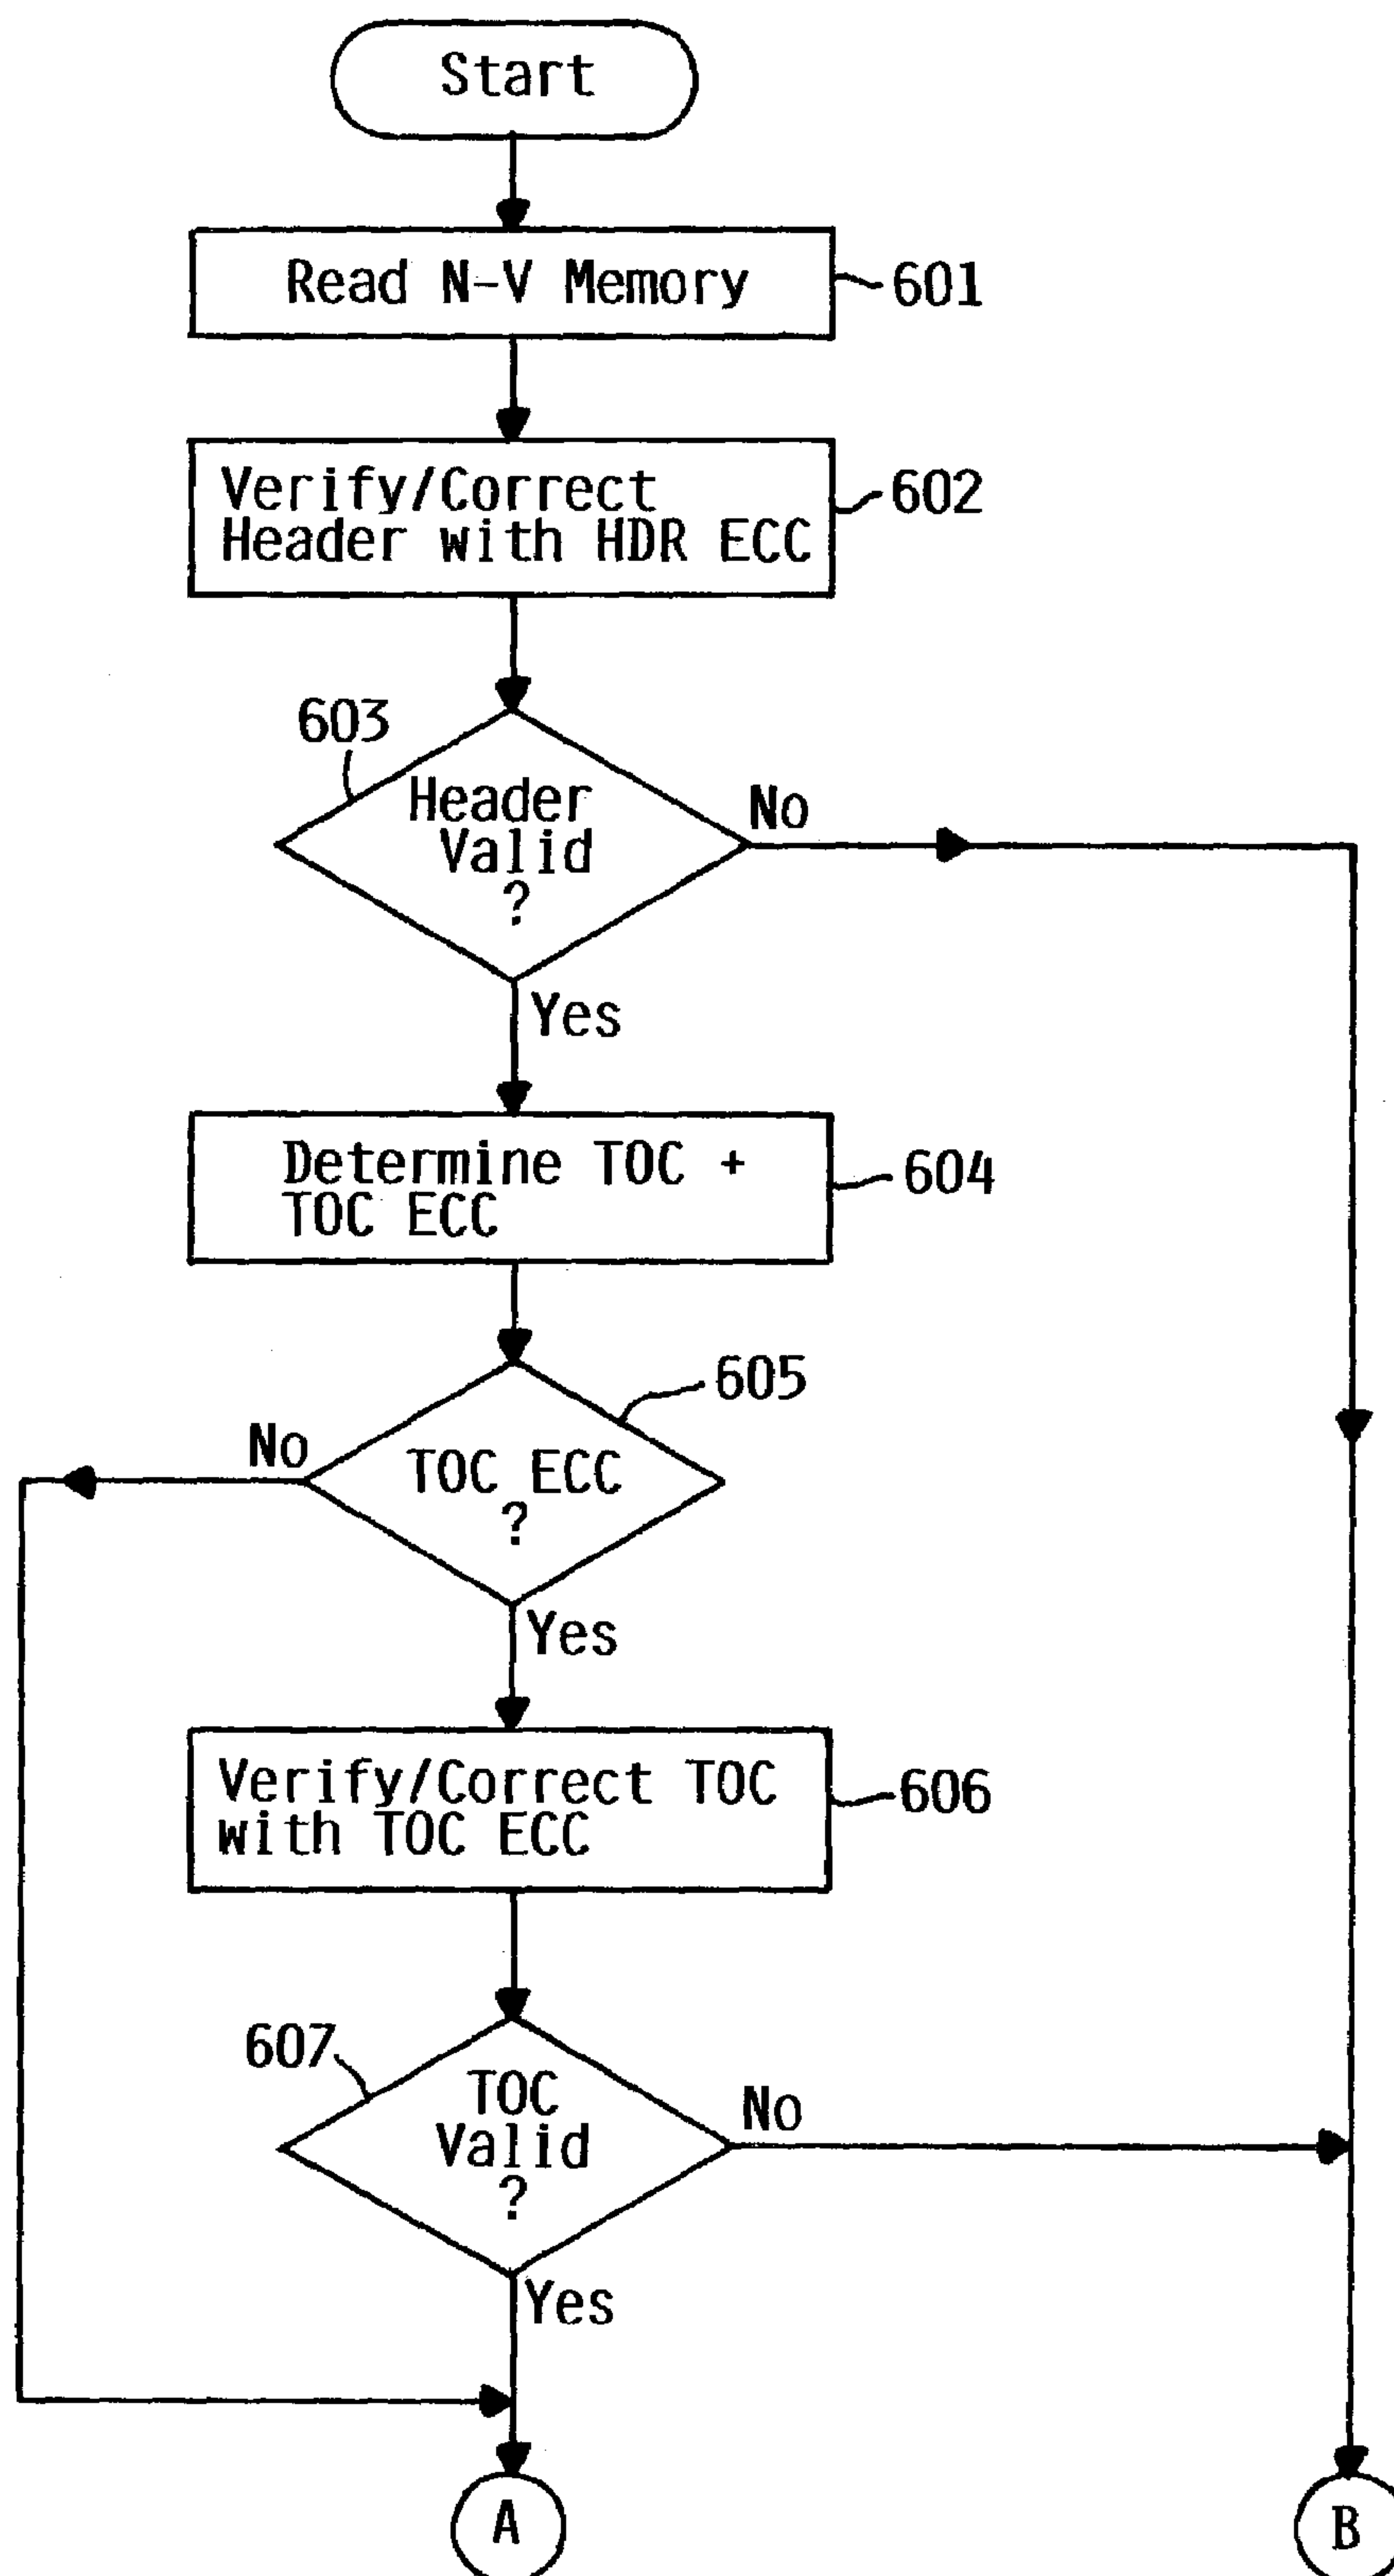 Start
Read N-V Memory
601
Verify/Correct
Header with HDR ECC
602
603
Header
Valid
?
No
Yes
Determine TOC +
TOC ECC
604
605
No
TOC ECC
?
Yes
Verify/Correct TOC
with TOC ECC
606
607
TOC
Valid
?
No
Yes
A
B